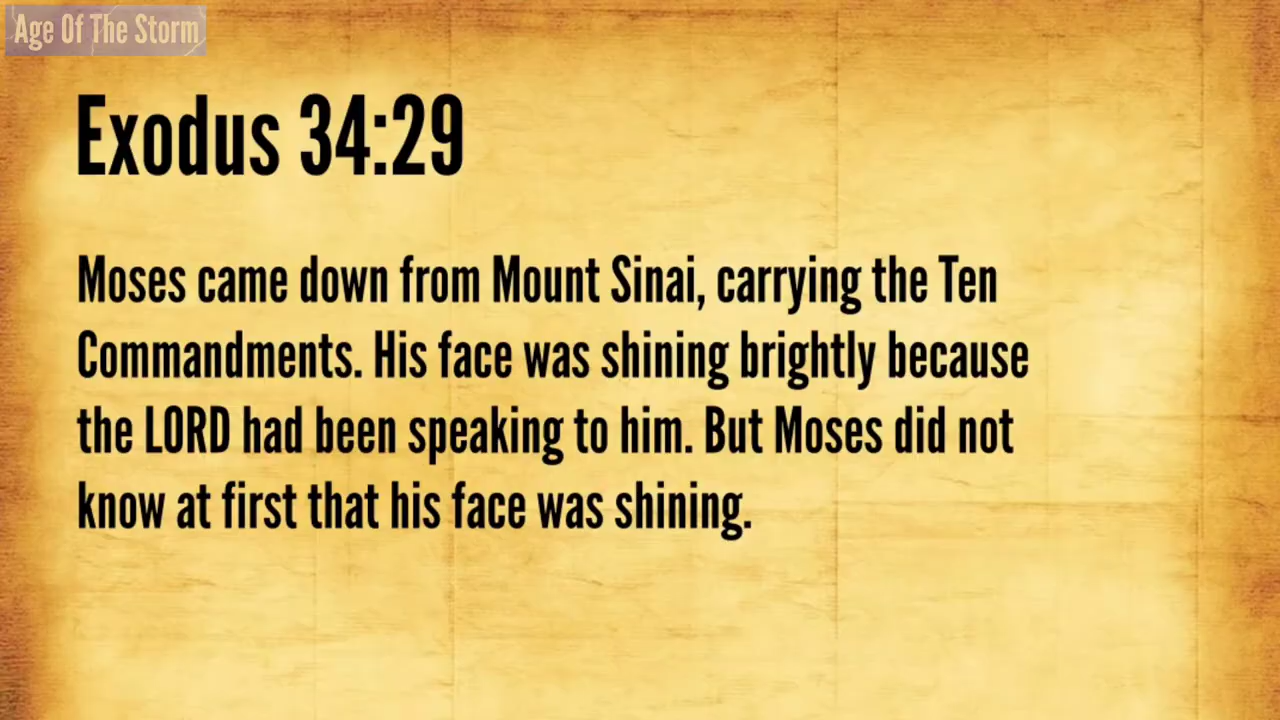 Age Of The Storm
Exodus 34:29
Moses came down from Mount Sinai, carrying the Ten
Commandments. His face was shining brightly because
the LORD had been speaking to him. But Moses did not
know at first that his face was shining.